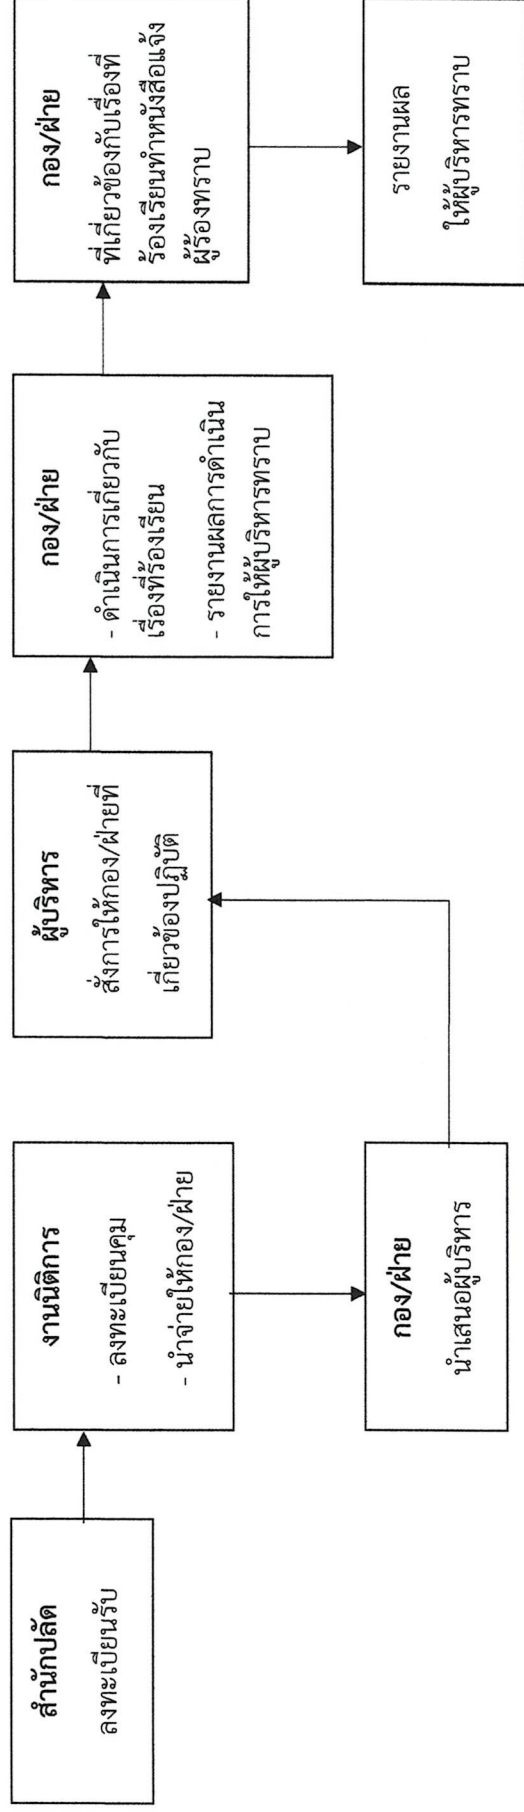 สำนักปลัด
ลงทะเบียนรับ
งานนิติการ
- ลงทะเบียนคุม
- นำจ่ายให้กอง/ฝ่าย
กอง/ฝ่าย
นำเสนอผู้บริหาร
ผู้บริหาร
สั่งการให้กอง/ฝ่ายที่
เกี่ยวข้องปฏิบัติ
กอง/ฝ่าย
- ดำเนินการเกี่ยวกับ
เรื่องที่ร้องเรียน
- รายงานผลการดำเนิน
การให้ผู้บริหารทราบ
กอง/ฝ่าย
ที่เกี่ยวข้องกับเรื่องที่
ร้องเรียนทำหนังสือแจ้ง
ผู้ร้องทราบ
รายงานผล
ให้ผู้บริหารทราบ